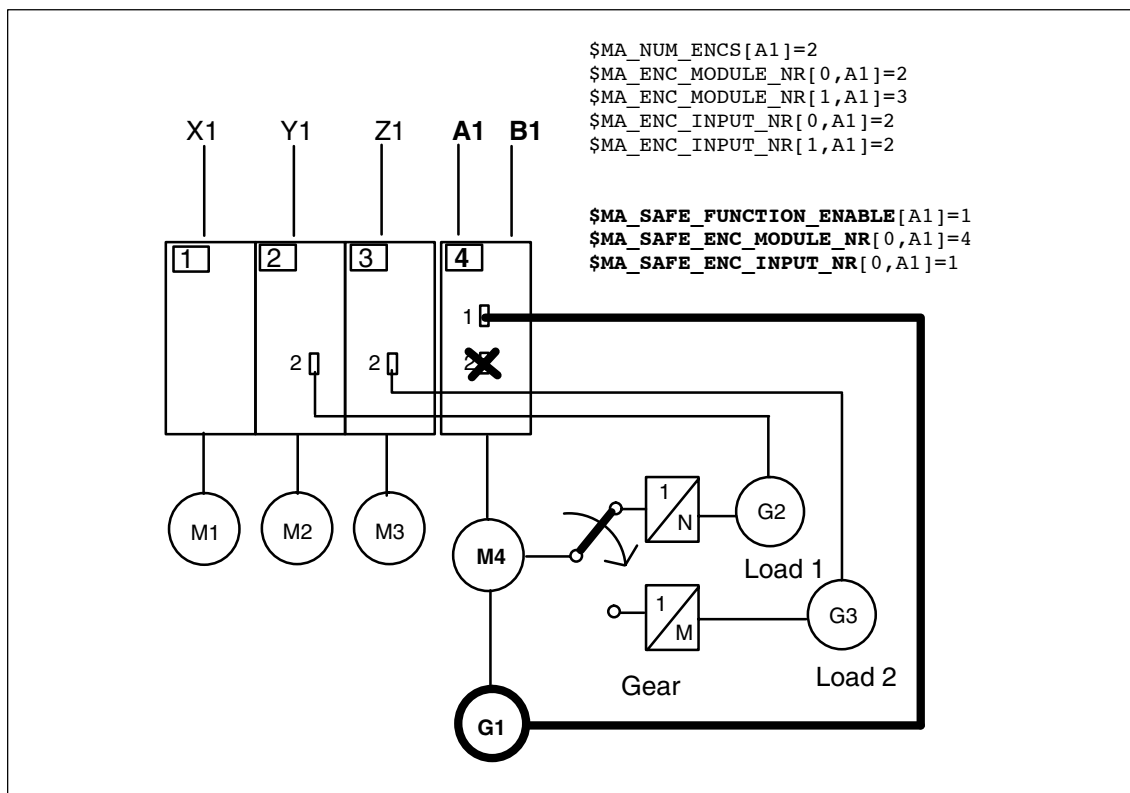 $MA_NUM_ENCS[A1]=2
$MA_ENC_MODULE_NR[0,A1]=2
$MA_ENC_MODULE_NR[1,A1]=3
$MA_ENC_INPUT_NR[0,A1]=2
$MA_ENC_INPUT_NR[1,A1]=2
X1 Y1 Z1 A1 B1
$MA_SAFE_FUNCTION_ENABLE[A1]=1
$MA_SAFE_ENC_MODULE_NR[0,A1]=4
$MA_SAFE_ENC_INPUT_NR[0,A1]=1
1 2 3 4
1
2 2 2
1
N
G2
M1 M2 M3 M4
Load 1
1
M
G3
Gear
Load 2
G1